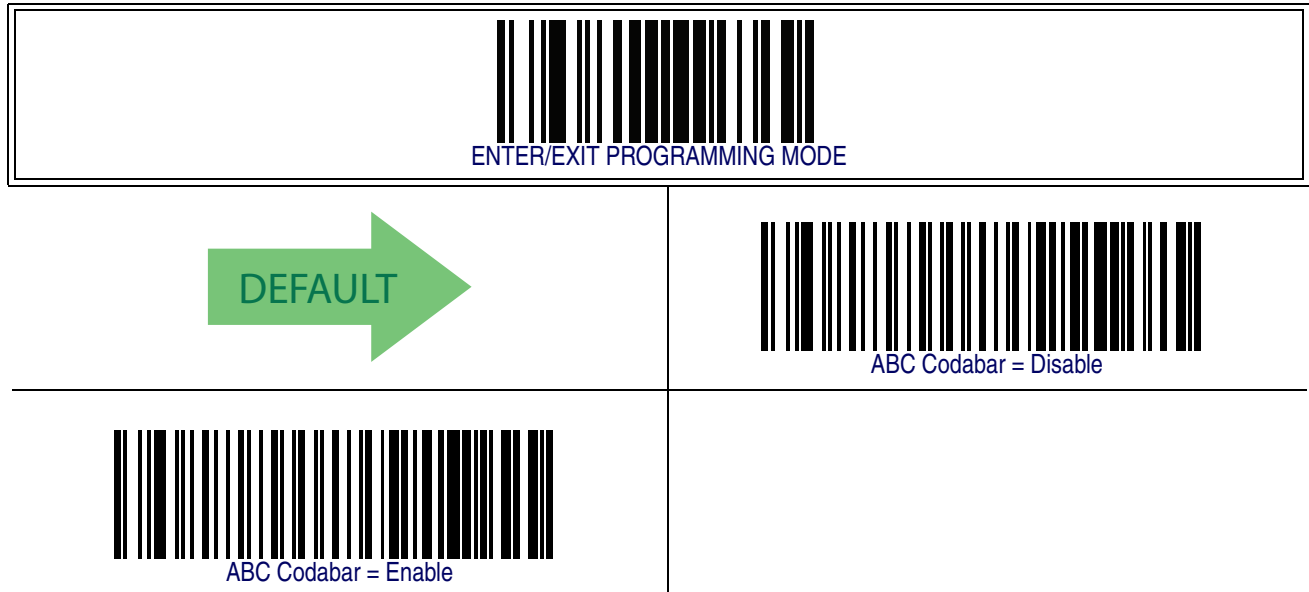 ENTER/EXIT PROGRAMMING MODE
DEFAULT
ABC Codabar = Disable
ABC Codabar = Enable